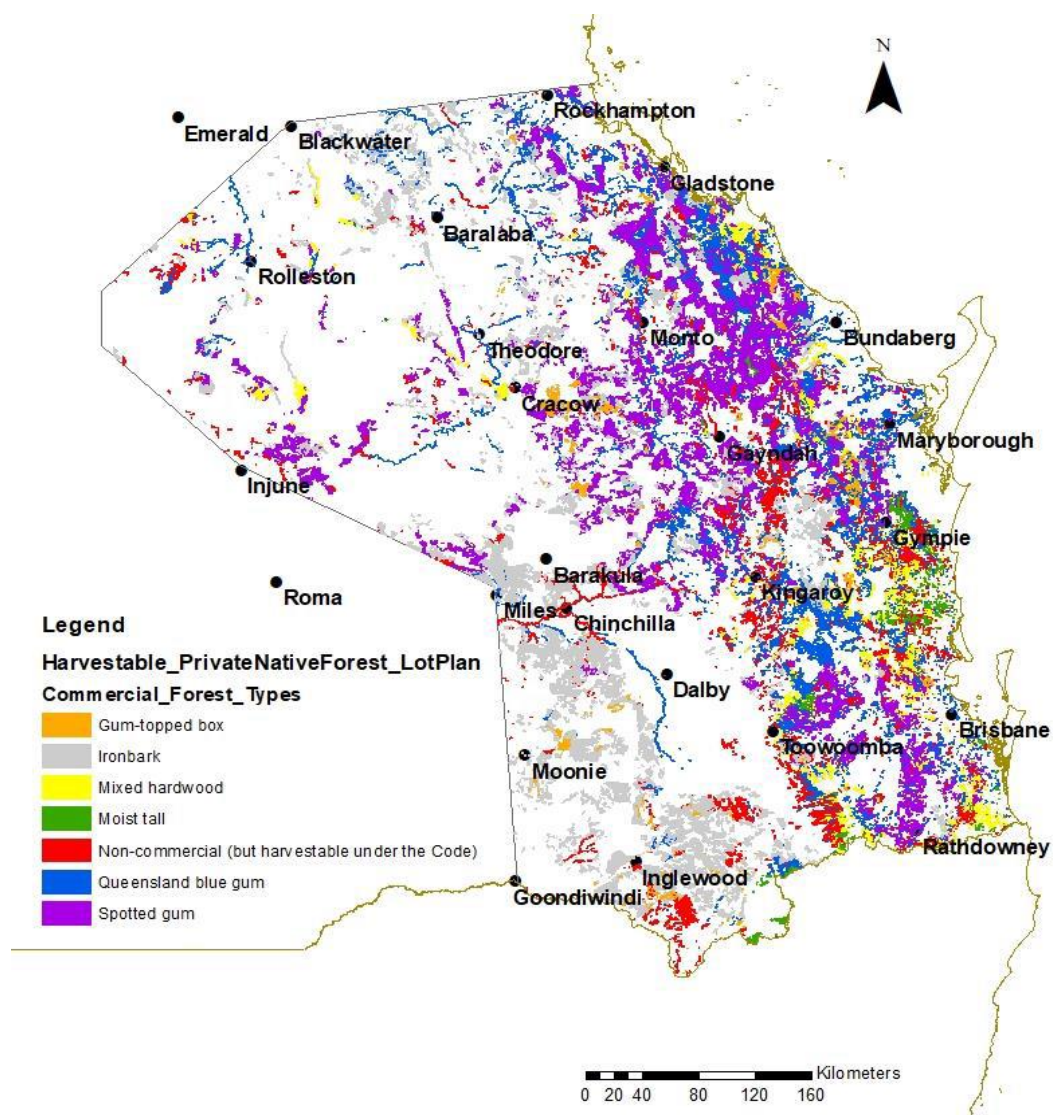 N
Rockhampton
Emerald
Blackwater
Gladstone
Baralaba
Rolleston
Theodore
Monto
Bundaberg
Cracow
Gayndah
Maryborough
Injune
Gympie
Barakula
Roma
Kingaroy
Miles
Chinchilla
Legend
Harvestable_PrivateNativeForest_LotPlan
Dalby
Commercial_Forest_Types
Gum-topped box
Brisbane
Ironbark
Toowoomba
Moonie
Mixed hardwood
Moist tall
Non-commercial (but harvestable under the Code)
Rathdowney
Queensland blue gum
Inglewood
Goondiwindi
Spotted gum
Kilometers
0 20 40 80 120 160